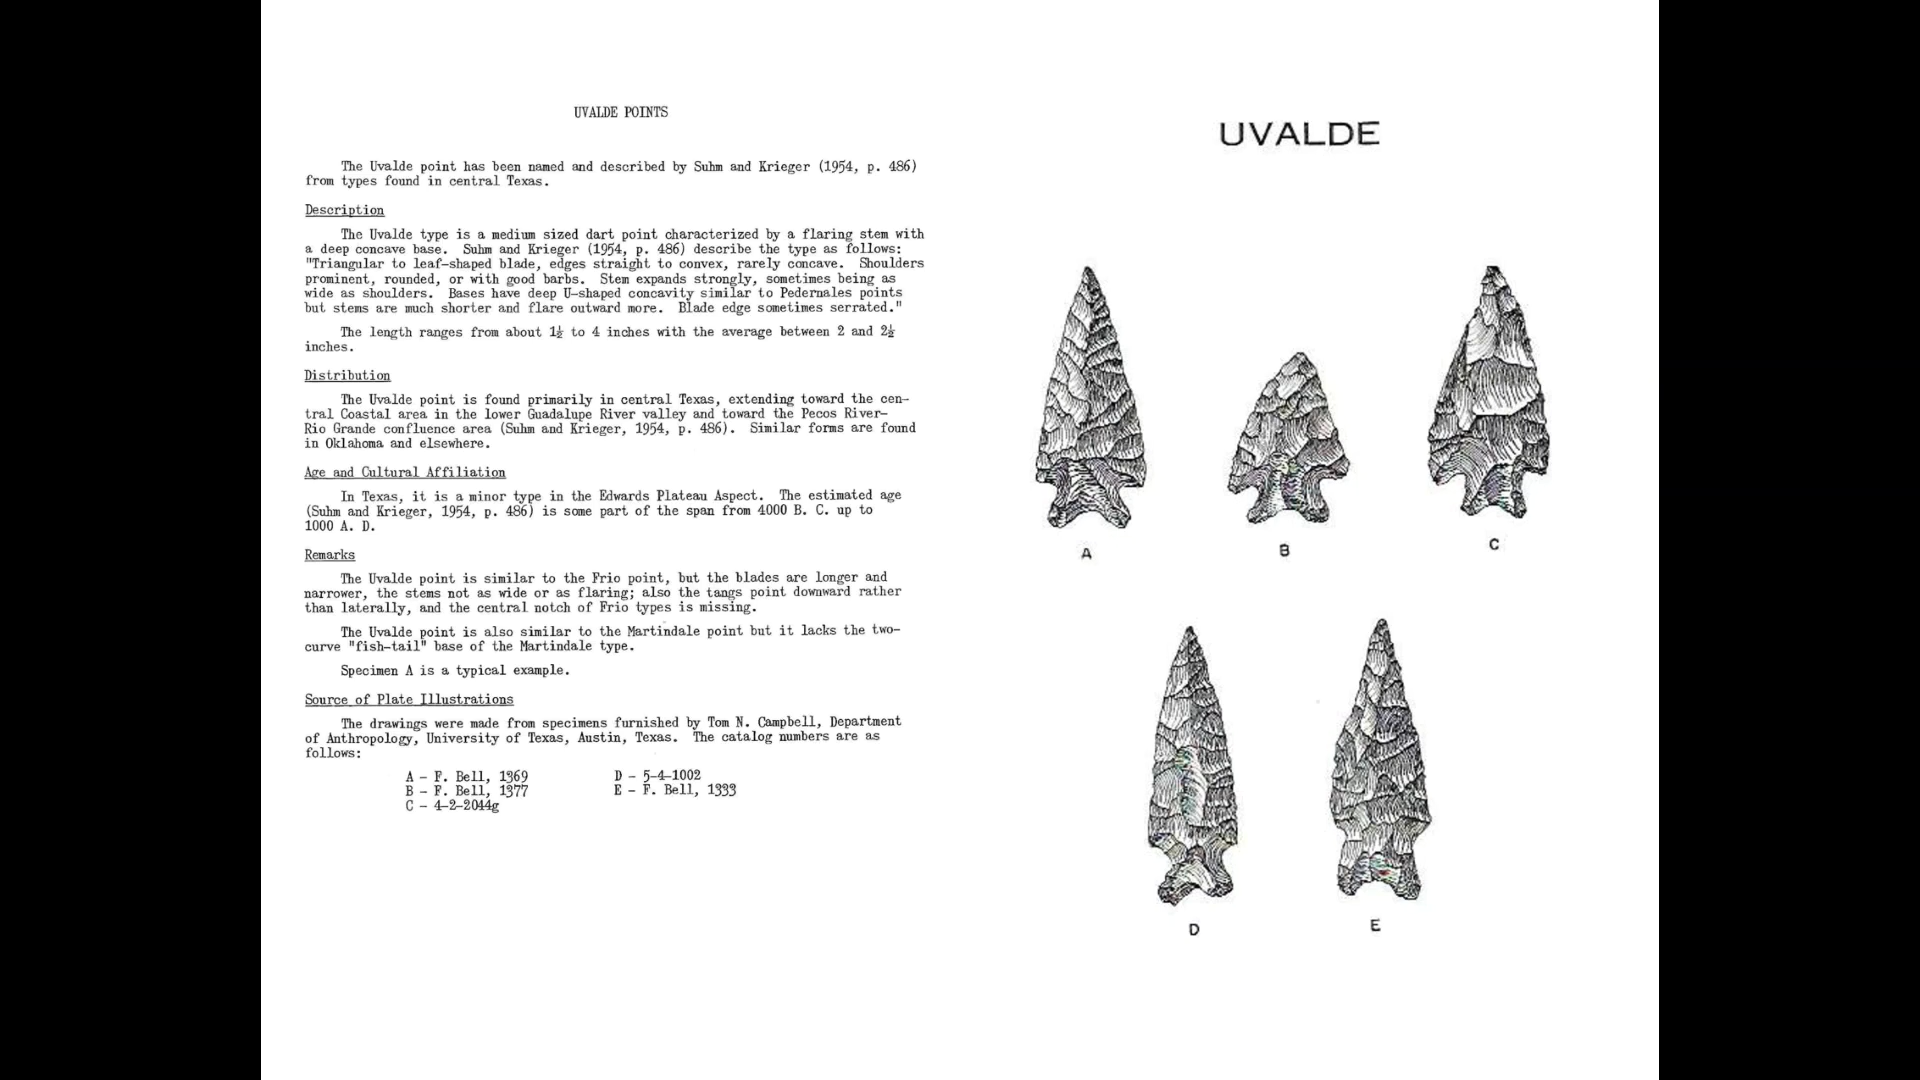 UVALDE POINTS
The Uvalde point has been named and described by Suhm and Krieger (1954, p. 486)
from types found in central Texas.
Description
The Uvalde type is a medium sized dart point characterized by a flaring stem with
a deep concave base. Suhm and Krieger (1954, p. 486) describe the type as follows:
"Triangular to leaf-shaped blade, edges straight to convex, rarely concave. Shoulders
prominent, rounded, or with good barbs. Stem expands strongly, sometimes being as
wide as shoulders. Bases have deep U-shaped concavity similar to Pedernales points
but stems are much shorter and flare outward more. Blade edge sometimes serrated."
The length ranges from about 1½ to 4 inches with the average between 2 and 2½
inches.
Distribution
The Uvalde point is found primarily in central Texas, extending toward the cen-
tral Coastal area in the lower Guadalupe River valley and toward the Pecos River-
Rio Grande confluence area (Suhm and Krieger, 1954, p. 486). Similar forms are found
in Oklahoma and elsewhere.
Age and Cultural Affiliation
In Texas, it is a minor type in the Edwards Plateau Aspect. The estimated age
(Suhm and Krieger, 1954, p. 486) is some part of the span from 4000 B. C. up to
1000 A. D.
Remarks
The Uvalde point is similar to the Frio point, but the blades are longer and
narrower, the stems not as wide or as flaring; also the tangs point downward rather
than laterally, and the central notch of Frio types is missing.
The Uvalde point is also similar to the Martindale point but it lacks the two-
curve "fish-tail" base of the Martindale type.
Specimen A is a typical example.
Source of Plate Illustrations
The drawings were made from specimens furnished by Tom N. Campbell, Department
of Anthropology, University of Texas, Austin, Texas. The catalog numbers are as
follows:
A - F. Bell, 1369 D - 5-4-1002
B - F. Bell, 1377 E - F. Bell, 1333
C - 4-2-2044g
UVALDE
A
B
C
D
E